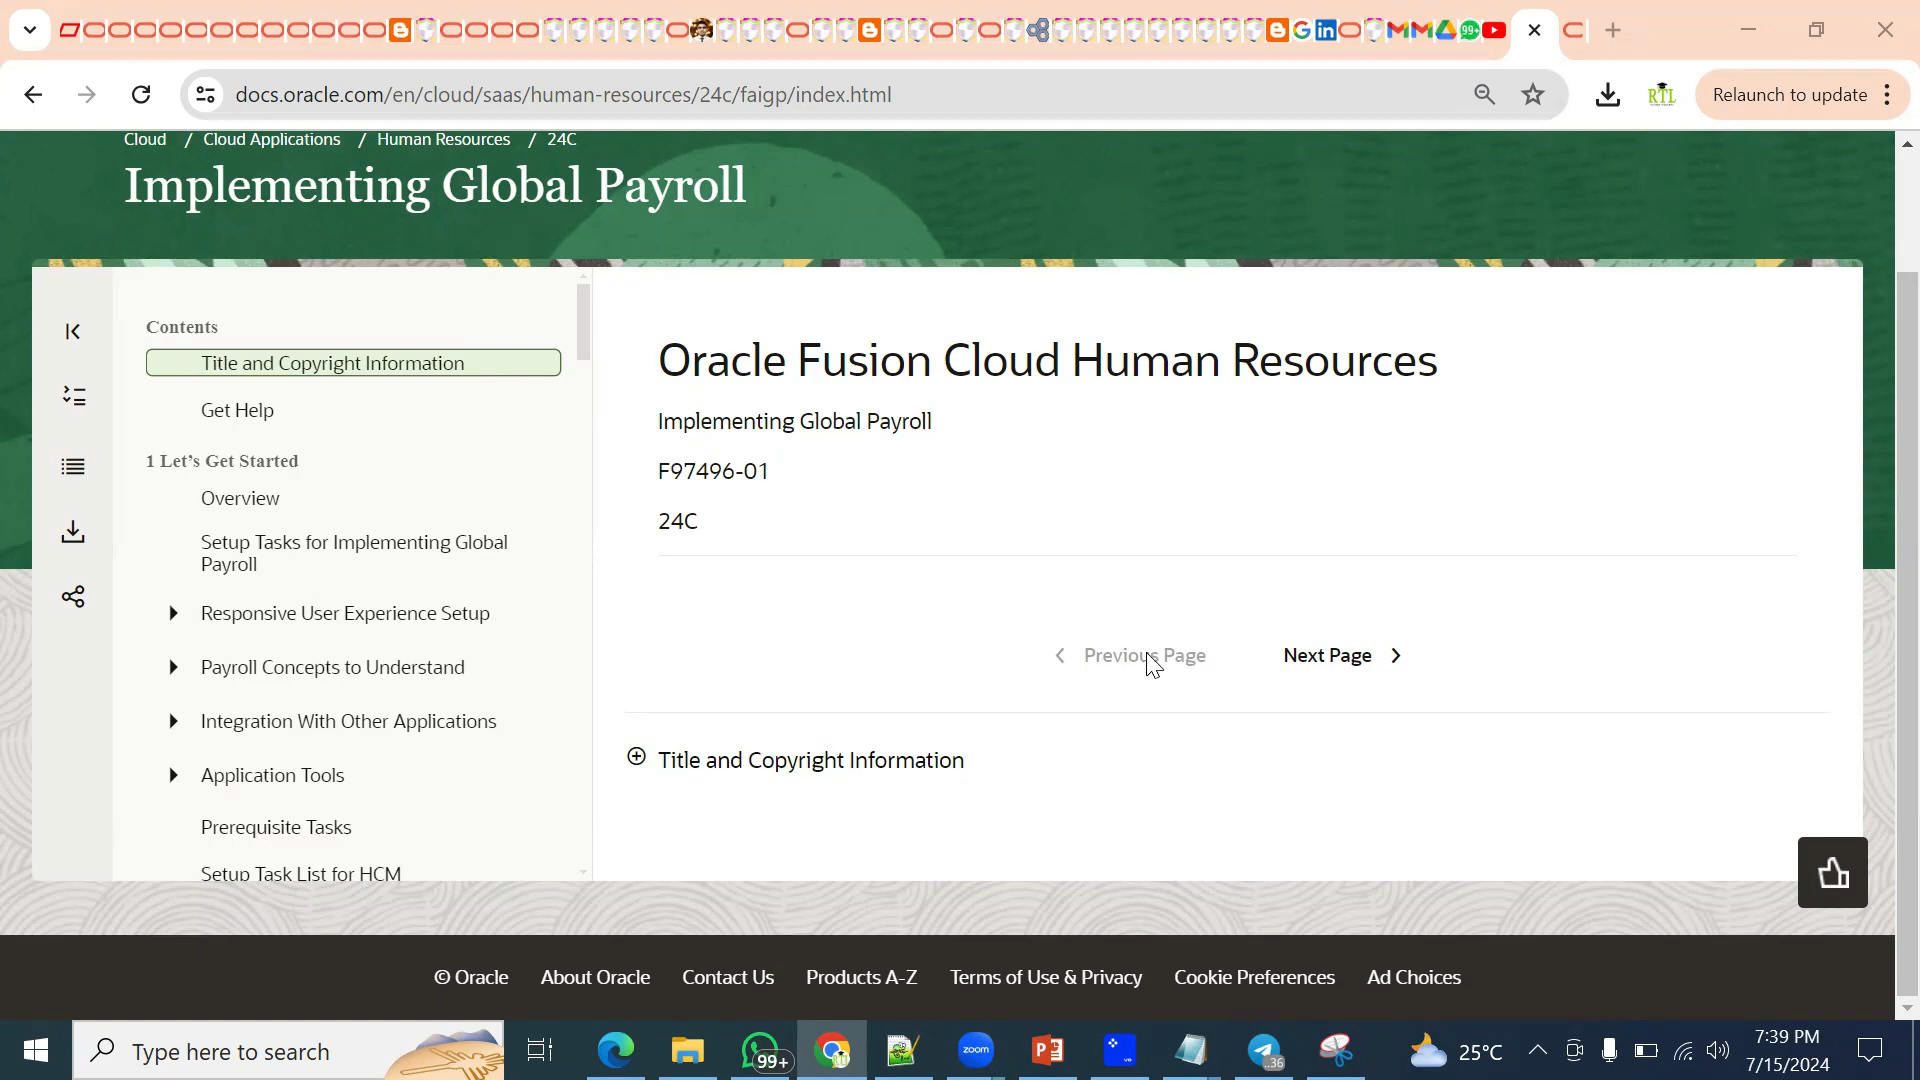 docs.oracle.com/en/cloud/saas/human-resources/24c/faigp/index.html
RTL
Relaunch to update
99+
Cloud / Cloud Applications / Human Resources / 24C
Implementing Global Payroll
Contents
Title and Copyright Information
Get Help
1 Let’s Get Started
Overview
Setup Tasks for Implementing Global
Payroll
Responsive User Experience Setup
Payroll Concepts to Understand
Integration With Other Applications
Application Tools
Prerequisite Tasks
Setup Task List for HCM
Oracle Fusion Cloud Human Resources
Implementing Global Payroll
F97496-01
24C
Previous Page
Next Page
Title and Copyright Information
© Oracle
About Oracle
Contact Us
Products A-Z
Terms of Use & Privacy
Cookie Preferences
Ad Choices
Type here to search
99+
zoom
36
25°C
7:39 PM
7/15/2024